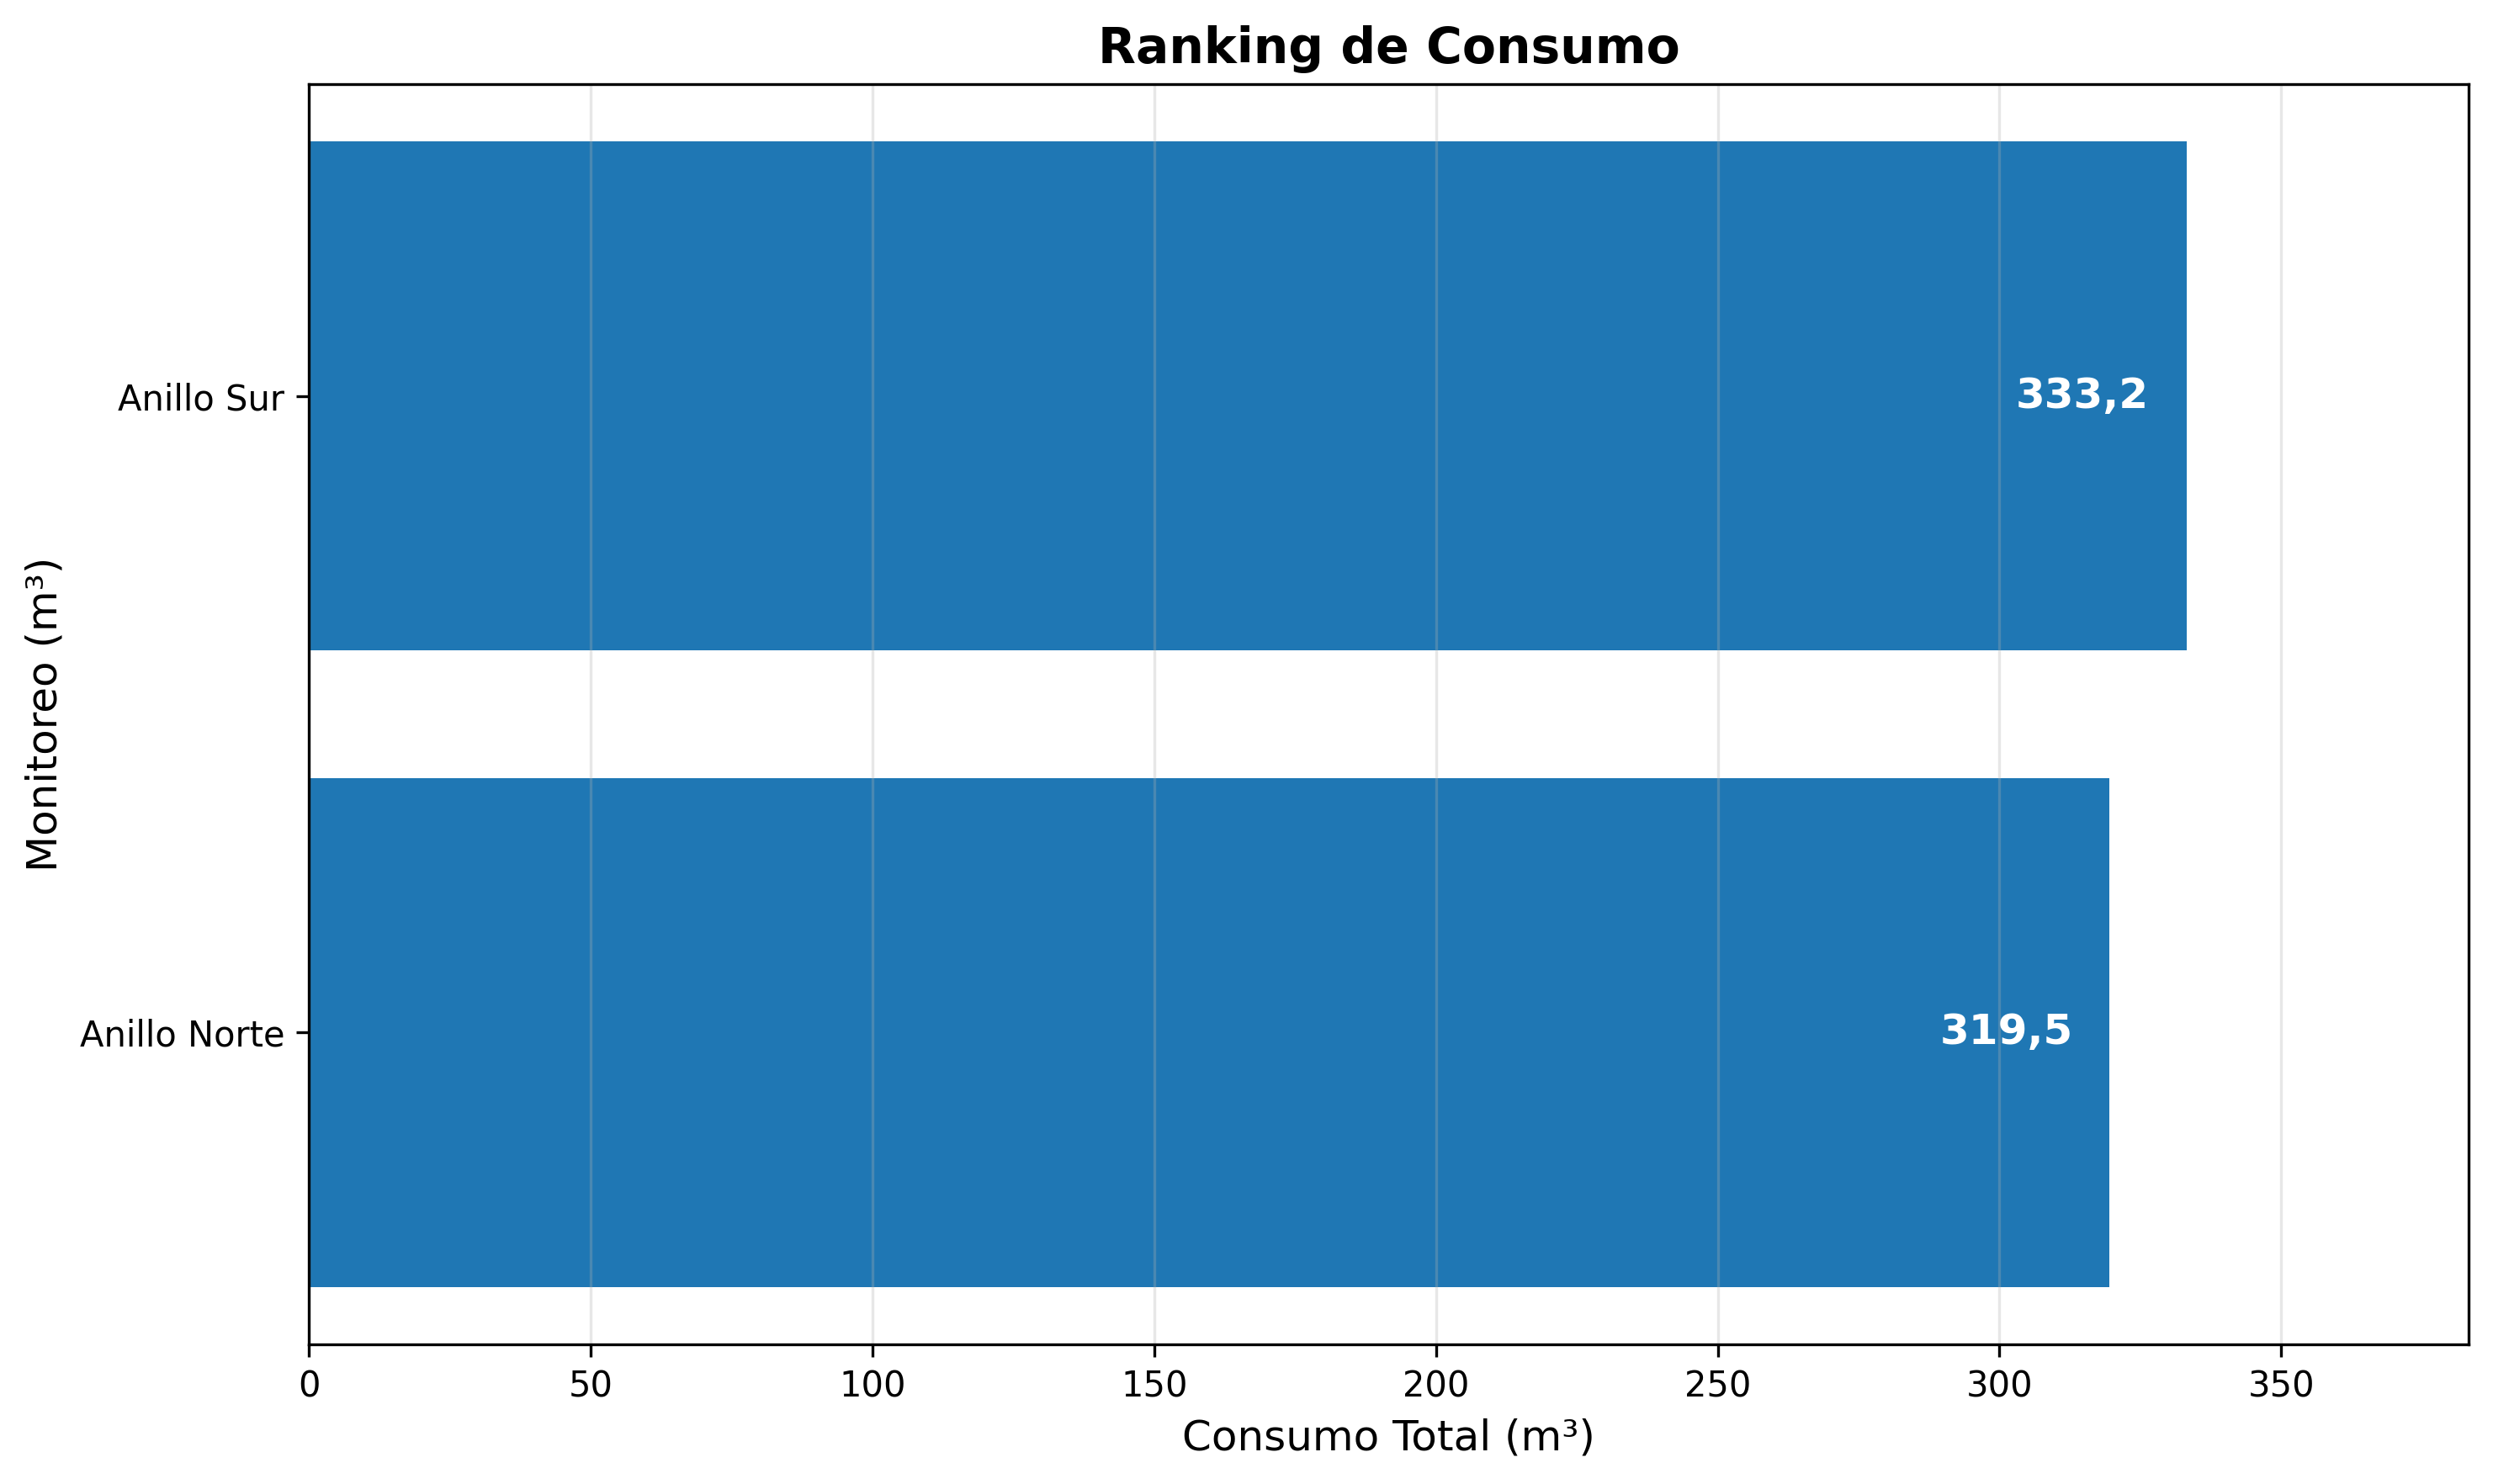 Ranking de Consumo
Monitoreo (m³)
Anillo Sur
333,2
Anillo Norte
319,5
0 50 100 150 200 250 300 350
Consumo Total (m³)